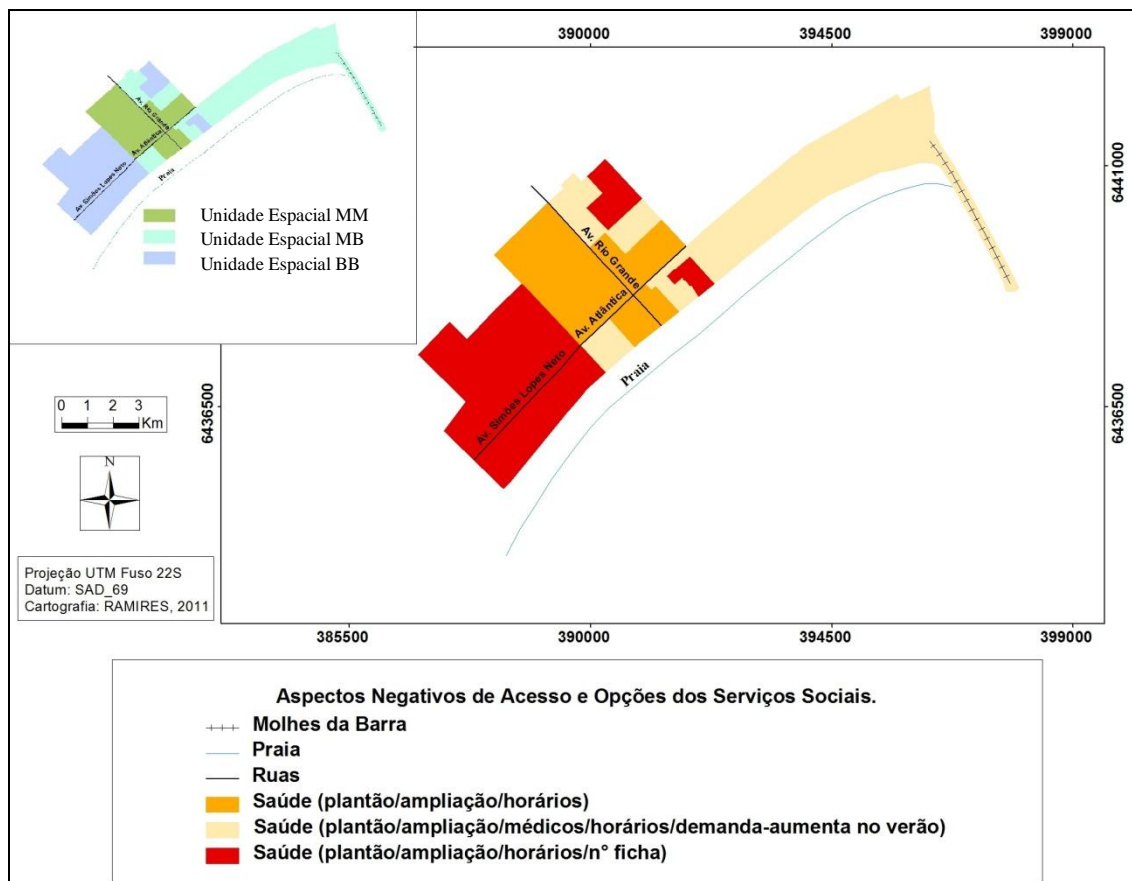 390000
394500
399000
Av. Rio Grande
Av. Atlântica
Av. Simões Lopes Neto
Praia
Unidade Espacial MM
Unidade Espacial MB
Unidade Espacial BB
6441000
6441000
Av. Rio Grande
Av. Atlântica
Av. Simões Lopes Neto
Praia
6436500
6436500
0 1 2 3
Km
N
Projeção UTM Fuso 22S
Datum: SAD_69
Cartografia: RAMIRES, 2011
385500
390000
394500
399000
Aspectos Negativos de Acesso e Opções dos Serviços Sociais.
Molhes da Barra
Praia
Ruas
Saúde (plantão/ampliação/horários)
Saúde (plantão/ampliação/médicos/horários/demanda-aumenta no verão)
Saúde (plantão/ampliação/horários/n° ficha)